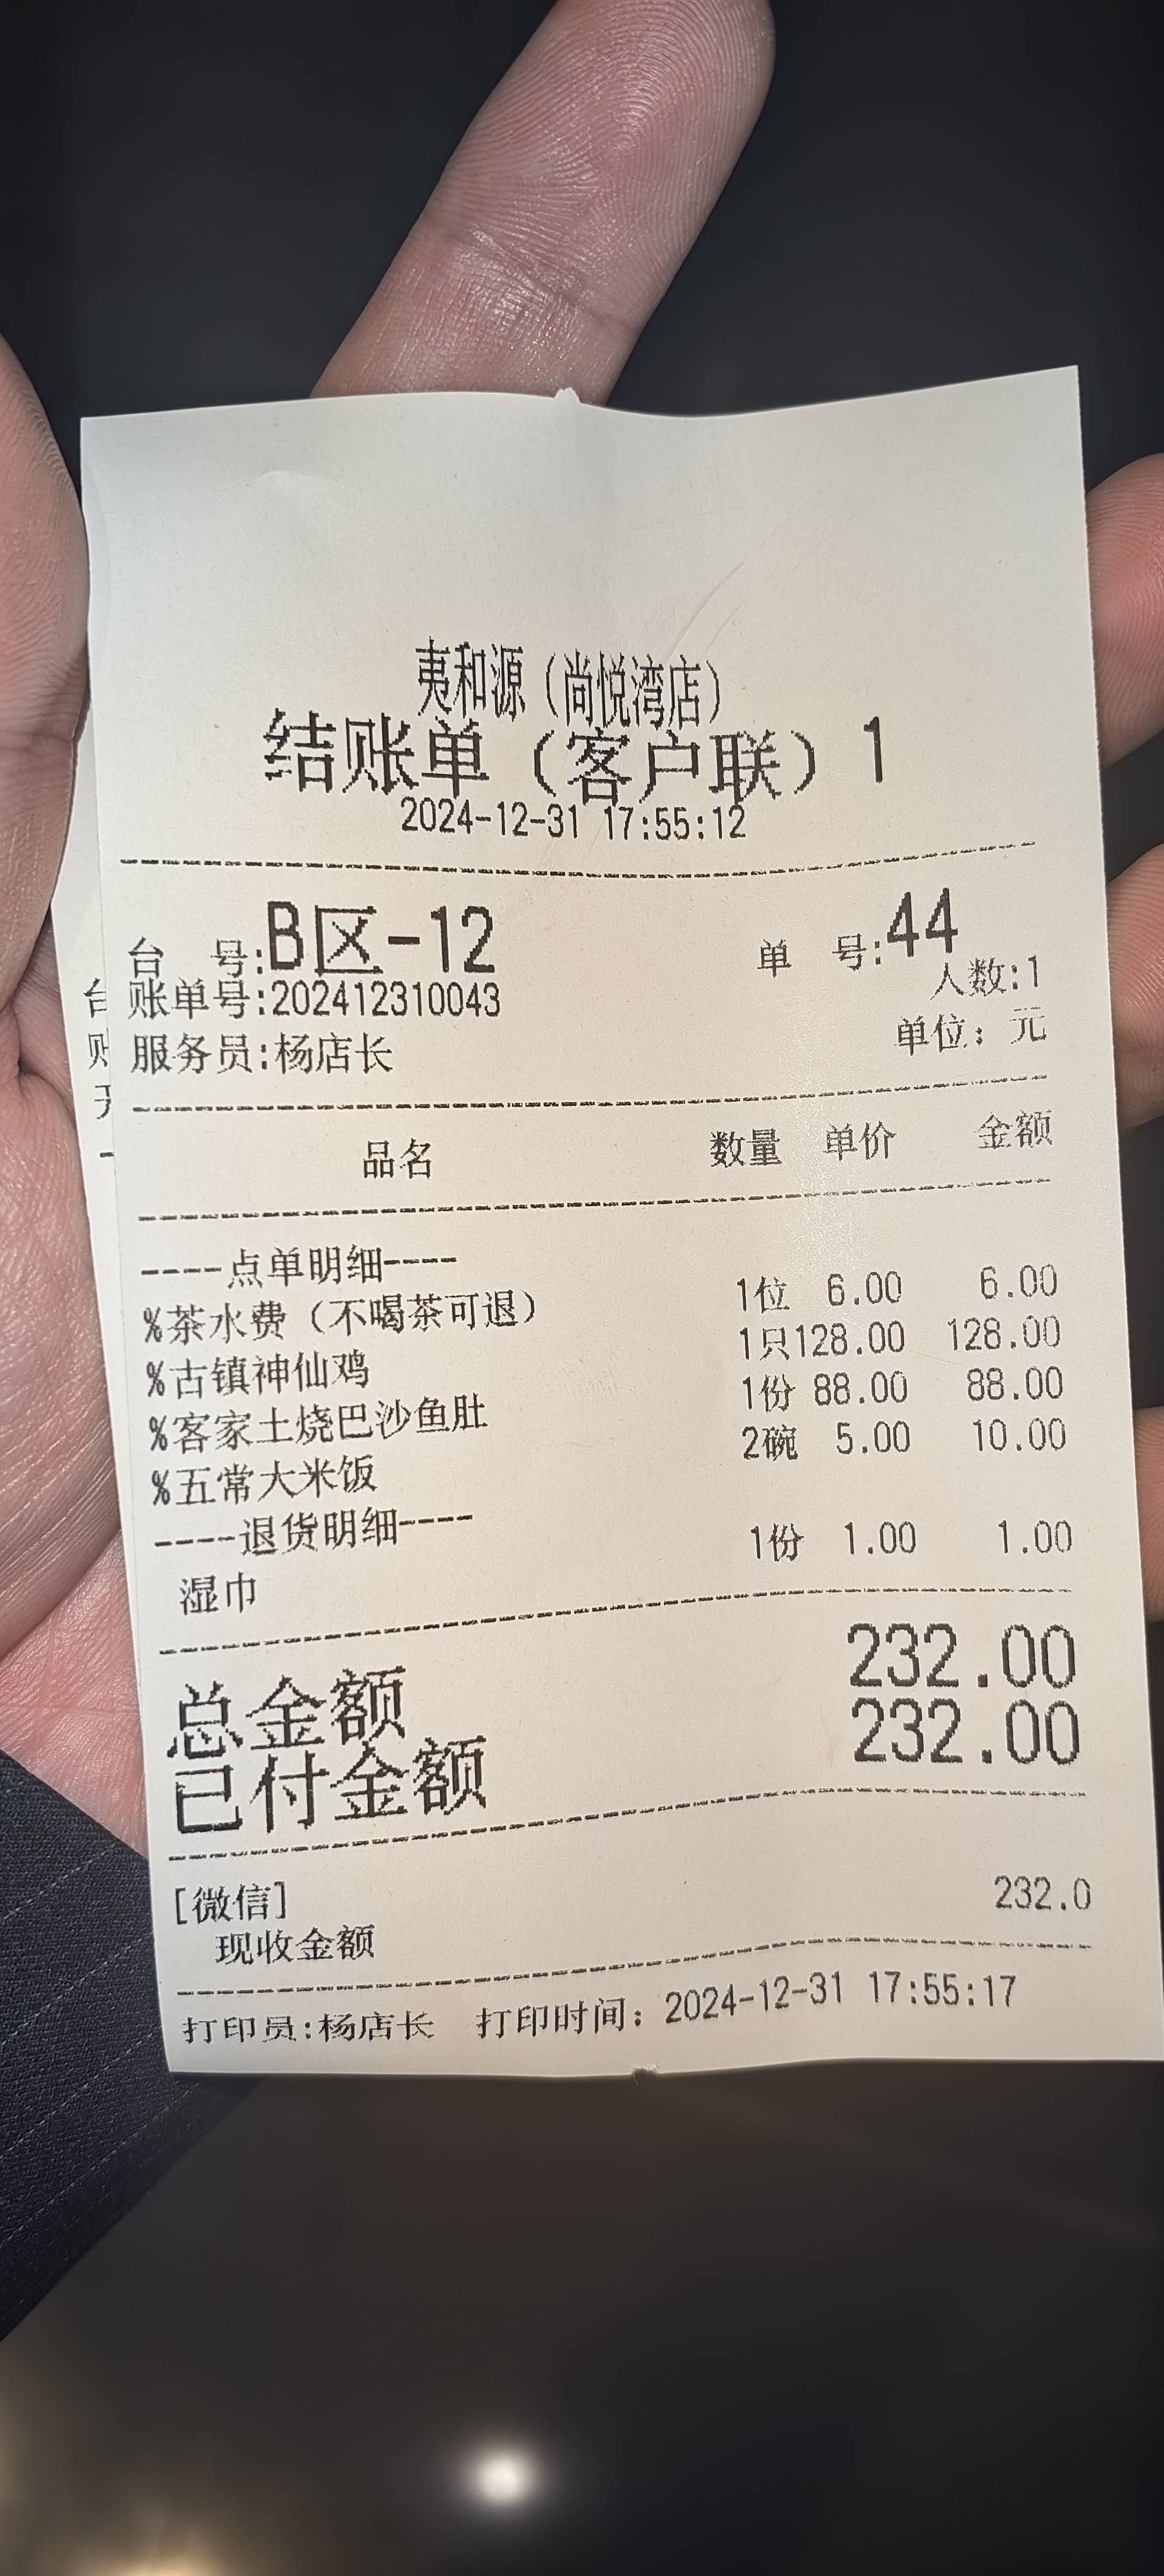 夷和源（尚悦湾店）
结账单（客户联）1
2024-12-31 17:55:12
台 号:B区-12 单 号:44
人数:1
账单号:202412310043
服务员:杨店长 单位：元
品名 数量 单价 金额
----点单明细----
%茶水费（不喝茶可退） 1位 6.00 6.00
%古镇神仙鸡 1只128.00 128.00
%客家土烧巴沙鱼肚 1份 88.00 88.00
%五常大米饭 2碗 5.00 10.00
----退货明细----
湿巾 1份 1.00 1.00
总金额 232.00
已付金额 232.00
[微信]
现收金额 232.0
打印员:杨店长 打印时间：2024-12-31 17:55:17
台